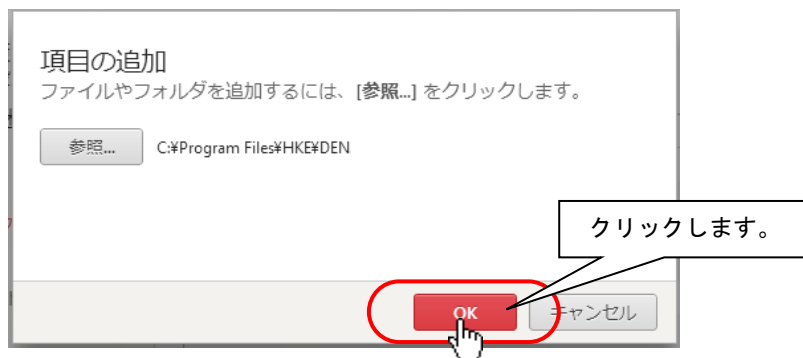 項目の追加
ファイルやフォルダを追加するには、[参照...] をクリックします。
参照... C:¥Program Files¥HKE¥DEN
クリックします。
OK キャンセル